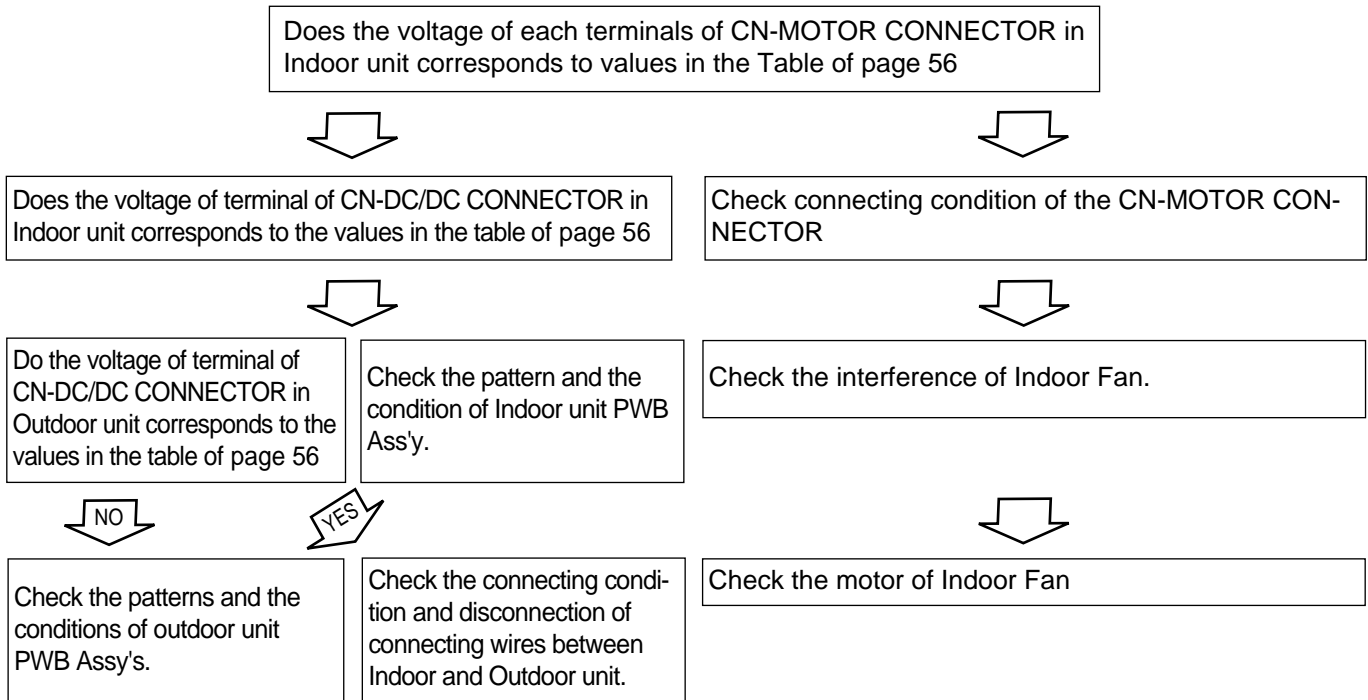 Does the voltage of each terminals of CN-MOTOR CONNECTOR in
Indoor unit corresponds to values in the Table of page 56
Does the voltage of terminal of CN-DC/DC CONNECTOR in
Indoor unit corresponds to the values in the table of page 56
Check connecting condition of the CN-MOTOR CON-
NECTOR
Do the voltage of terminal of
CN-DC/DC CONNECTOR in
Outdoor unit corresponds to the
values in the table of page 56
Check the pattern and the
condition of Indoor unit PWB
Ass'y.
Check the interference of Indoor Fan.
NO
YES
Check the patterns and the
conditions of outdoor unit
PWB Assy's.
Check the connecting condi-
tion and disconnection of
connecting wires between
Indoor and Outdoor unit.
Check the motor of Indoor Fan